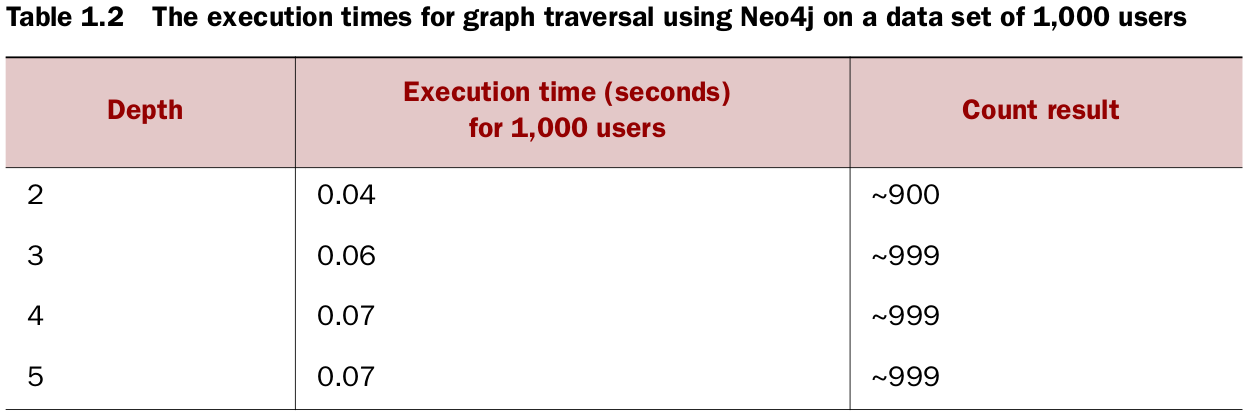 Table 1.2 The execution times for graph traversal using Neo4j on a data set of 1,000 users
Depth
Execution time (seconds)
for 1,000 users
Count result
2 0.04 ~900
3 0.06 ~999
4 0.07 ~999
5 0.07 ~999